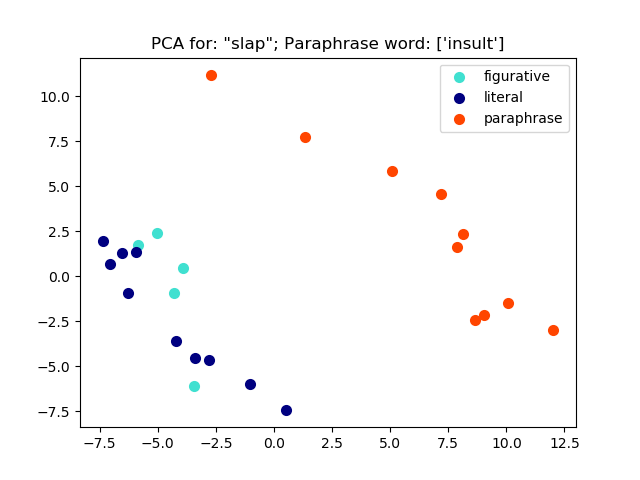 PCA for: "slap"; Paraphrase word: ['insult']
figurative
literal
paraphrase
10.0
7.5
5.0
2.5
0.0
−2.5
−5.0
−7.5
−7.5 −5.0 −2.5 0.0 2.5 5.0 7.5 10.0 12.5